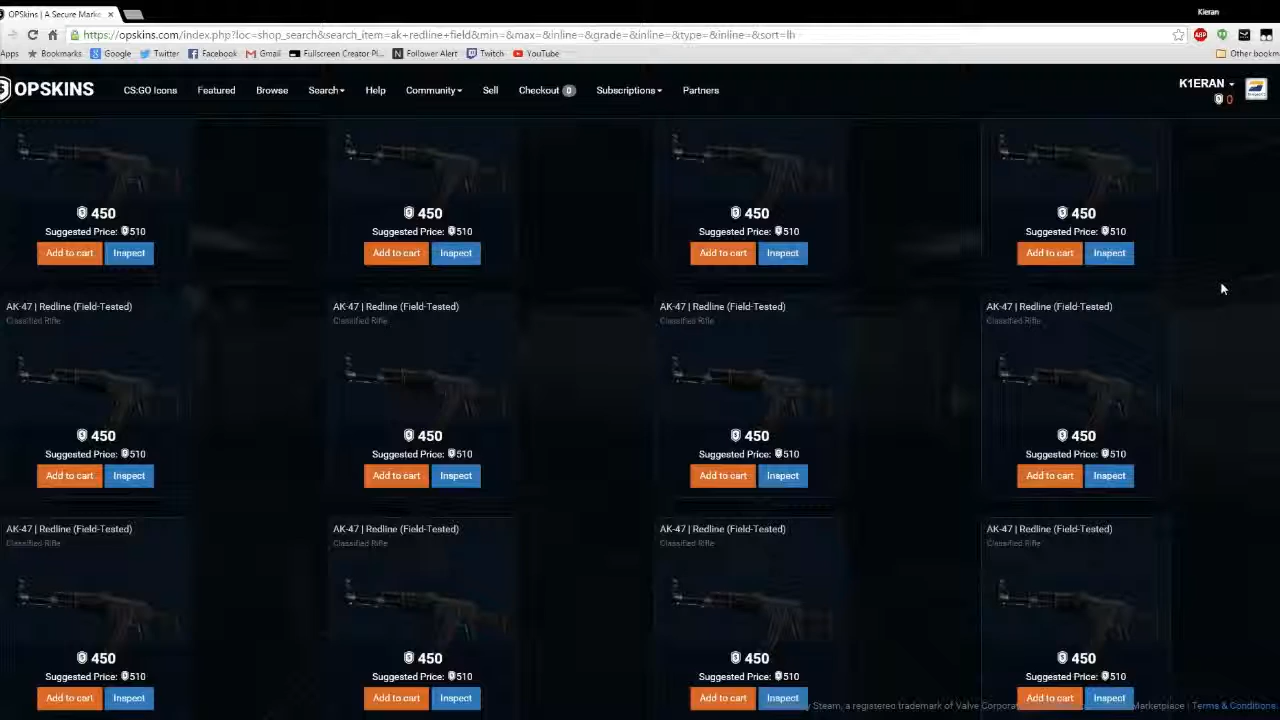 Kieran
OPSkins | A Secure Marke
https://opskins.com/index.php?loc=shop_search&search_item=ak+redline+field&min=&max=&inline=&grade=&inline=&type=&inline=&sort=lh
Apps Bookmarks Google Twitter Facebook Gmail Fullscreen Creator Pl... Follower Alert Twitch YouTube Other bookm
OPSKINS CS:GO Icons Featured Browse Search Help Community Sell Checkout 0 Subscriptions Partners K1ERAN
0
450 450 450 450
Suggested Price: 510 Suggested Price: 510 Suggested Price: 510 Suggested Price: 510
Add to cart Inspect Add to cart Inspect Add to cart Inspect Add to cart Inspect
AK-47 | Redline (Field-Tested) AK-47 | Redline (Field-Tested) AK-47 | Redline (Field-Tested) AK-47 | Redline (Field-Tested)
Classified Rifle Classified Rifle Classified Rifle Classified Rifle
450 450 450 450
Suggested Price: 510 Suggested Price: 510 Suggested Price: 510 Suggested Price: 510
Add to cart Inspect Add to cart Inspect Add to cart Inspect Add to cart Inspect
AK-47 | Redline (Field-Tested) AK-47 | Redline (Field-Tested) AK-47 | Redline (Field-Tested) AK-47 | Redline (Field-Tested)
Classified Rifle Classified Rifle Classified Rifle Classified Rifle
450 450 450 450
Suggested Price: 510 Suggested Price: 510 Suggested Price: 510 Suggested Price: 510
Add to cart Inspect Add to cart Inspect Add to cart Inspect Add to cart Inspect
y Steam, a registered trademark of Valve Corporat Marketplace | Terms & Conditions